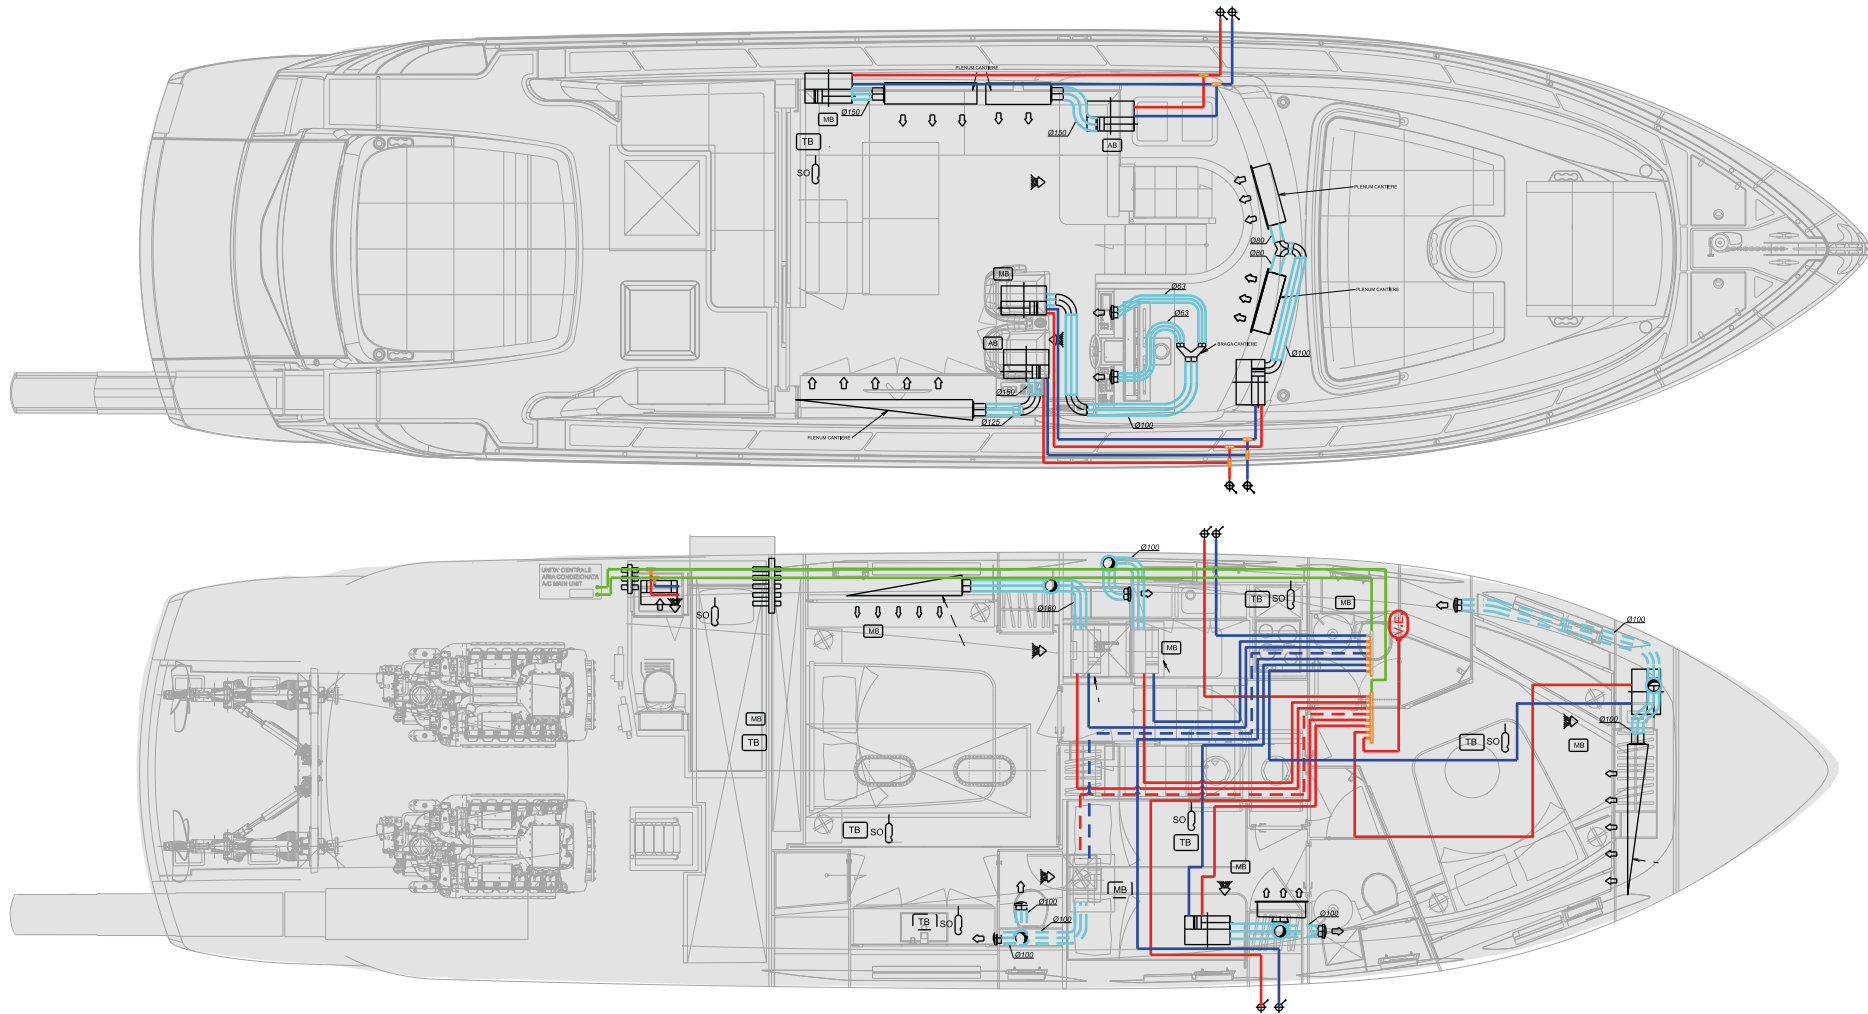 PLENUM CANTIERE
MB
Ø150
TB
SO
Ø150
AB
PLENUM CANTIERE
Ø80
Ø80
MB
Ø63
PLENUM CANTIERE
Ø63
AB
BRAGA CANTIERE
Ø100
Ø150
Ø125
Ø100
PLENUM CANTIERE
Ø100
UNITA' CENTRALE
ARIA CONDIZIONATA
A/C MAIN UNIT
SO
Ø160
TB
SO
MB
V.E.
Ø100
MB
MB
MB
TB
Ø100
TB
SO
MB
TB
SO
SO
TB
MB
MB
Ø100
TB
SO
Ø100
Ø100
Ø100